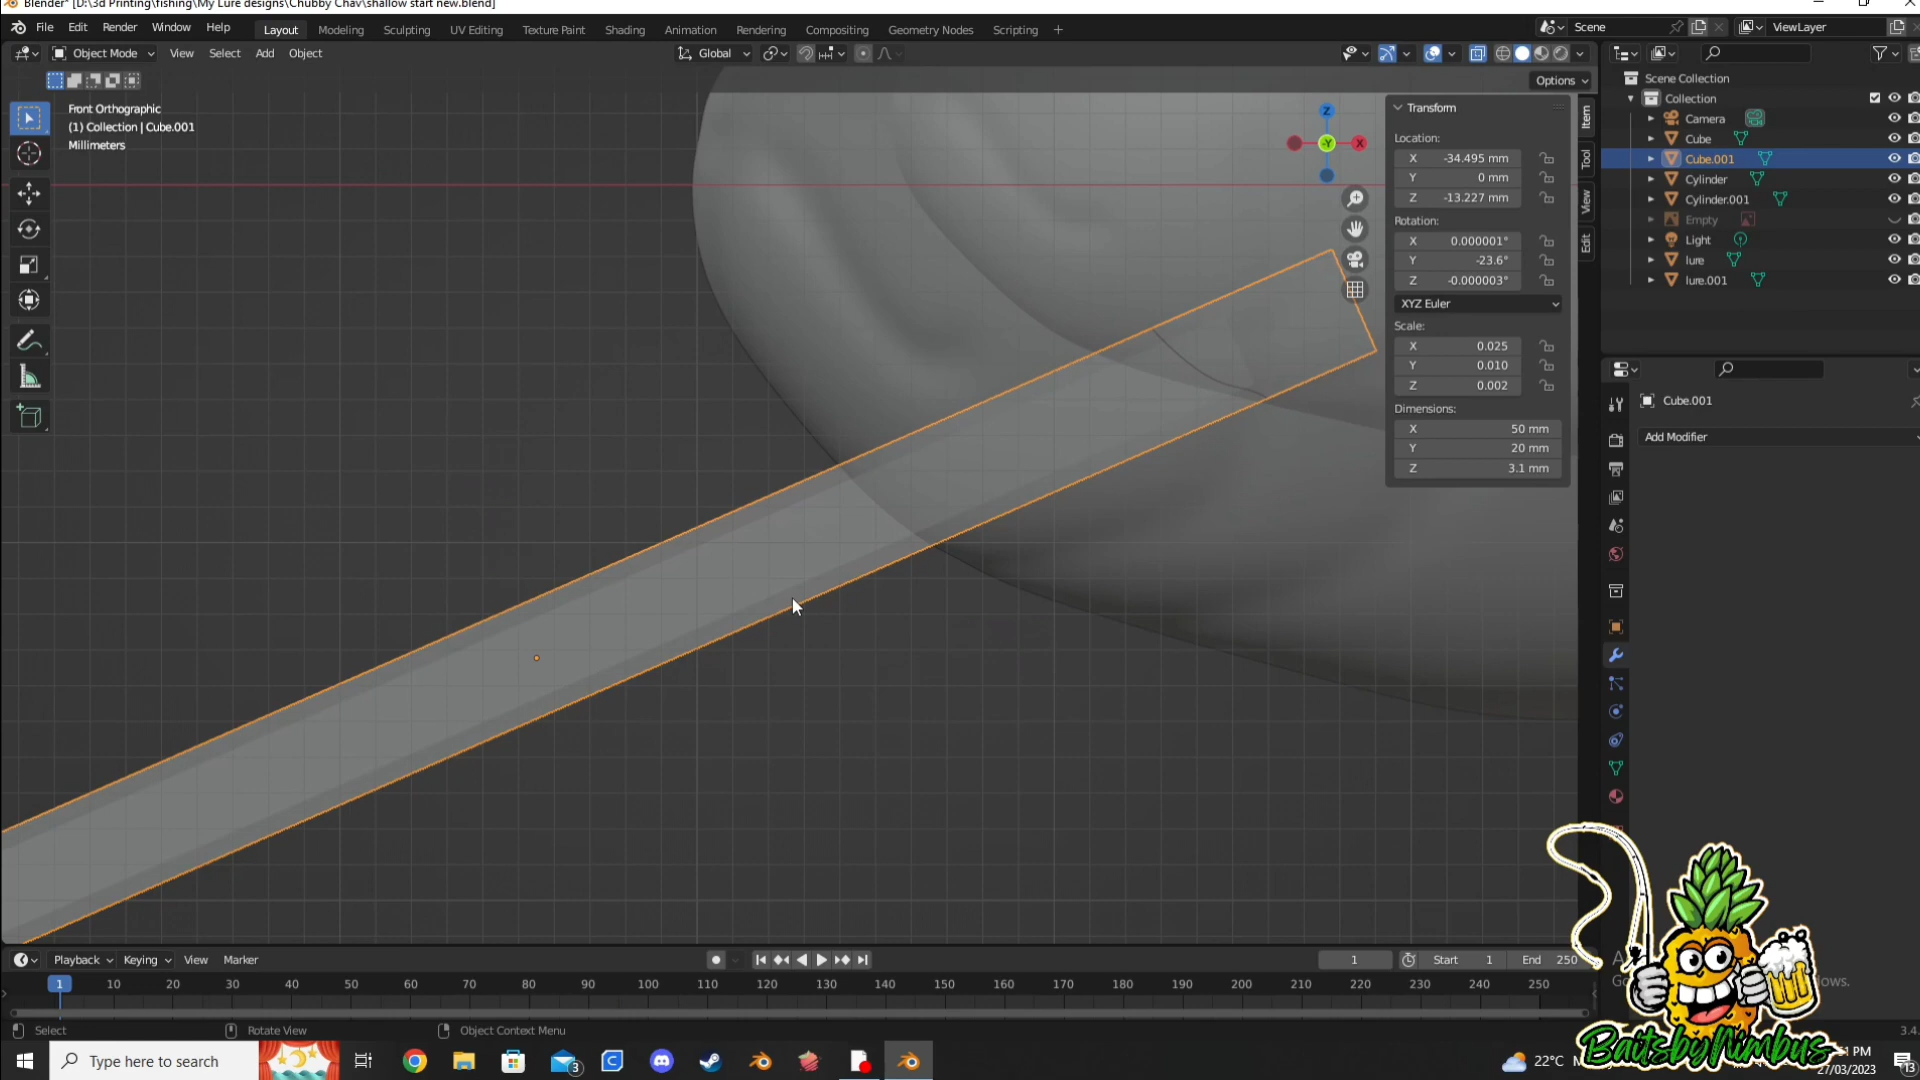 Blender* [D:\3d Printing\fishing\My Lure designs\Chubby Chav\shallow start new.blend]
File Edit Render Window Help Layout Modeling Sculpting UV Editing Texture Paint Shading Animation Rendering Compositing Geometry Nodes Scripting + Scene ViewLayer
Object Mode View Select Add Object Global
Options
Front Orthographic
(1) Collection | Cube.001
Millimeters
Z
-Y
X
Transform
Location:
X -34.495 mm
Y 0 mm
Z -13.227 mm
Rotation:
X 0.000001°
Y -23.6°
Z -0.000003°
XYZ Euler
Scale:
X 0.025
Y 0.010
Z 0.002
Dimensions:
X 50 mm
Y 20 mm
Z 3.1 mm
Item
Tool
View
Edit
Scene Collection
Collection
Camera
Cube
Cube.001
Cylinder
Cylinder.001
Empty
Light
lure
lure.001
Cube.001
Add Modifier
Playback Keying View Marker 1 Start 1 End 250
1 10 20 30 40 50 60 70 80 90 100 110 120 130 140 150 160 170 180 190 200 210 220 230 240 250
Select Rotate View Object Context Menu 3.4.
BaitsbyNimbus
Type here to search 3 22°C PM
27/03/2023 13